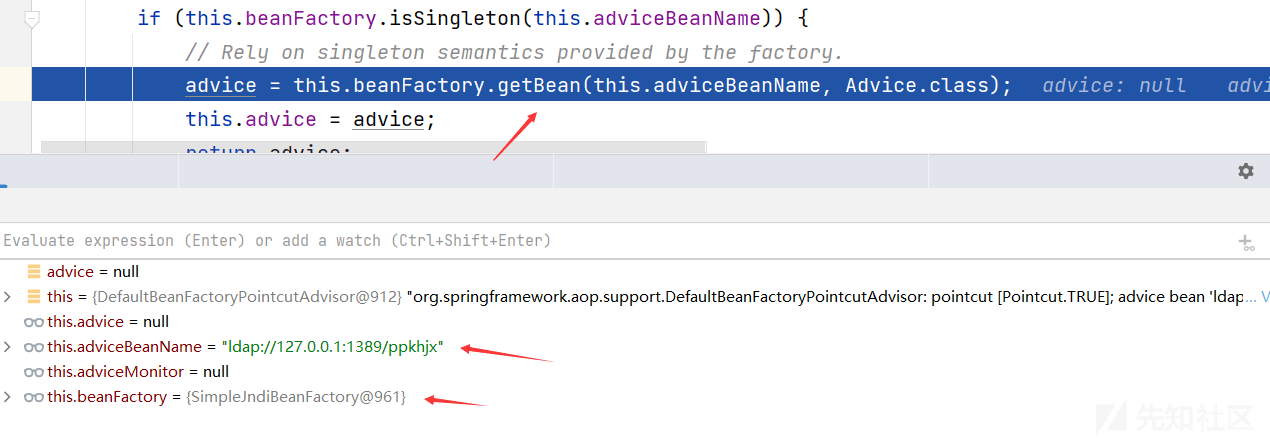 if (this.beanFactory.isSingleton(this.adviceBeanName)) {
// Rely on singleton semantics provided by the factory.
advice = this.beanFactory.getBean(this.adviceBeanName, Advice.class); advice: null advi
this.advice = advice;
return advice;
Evaluate expression (Enter) or add a watch (Ctrl+Shift+Enter)
advice = null
this = {DefaultBeanFactoryPointcutAdvisor@912} "org.springframework.aop.support.DefaultBeanFactoryPointcutAdvisor: pointcut [Pointcut.TRUE]; advice bean 'ldap... V
this.advice = null
this.adviceBeanName = "ldap://127.0.0.1:1389/ppkhjx"
this.adviceMonitor = null
this.beanFactory = {SimpleJndiBeanFactory@961}
先知社区